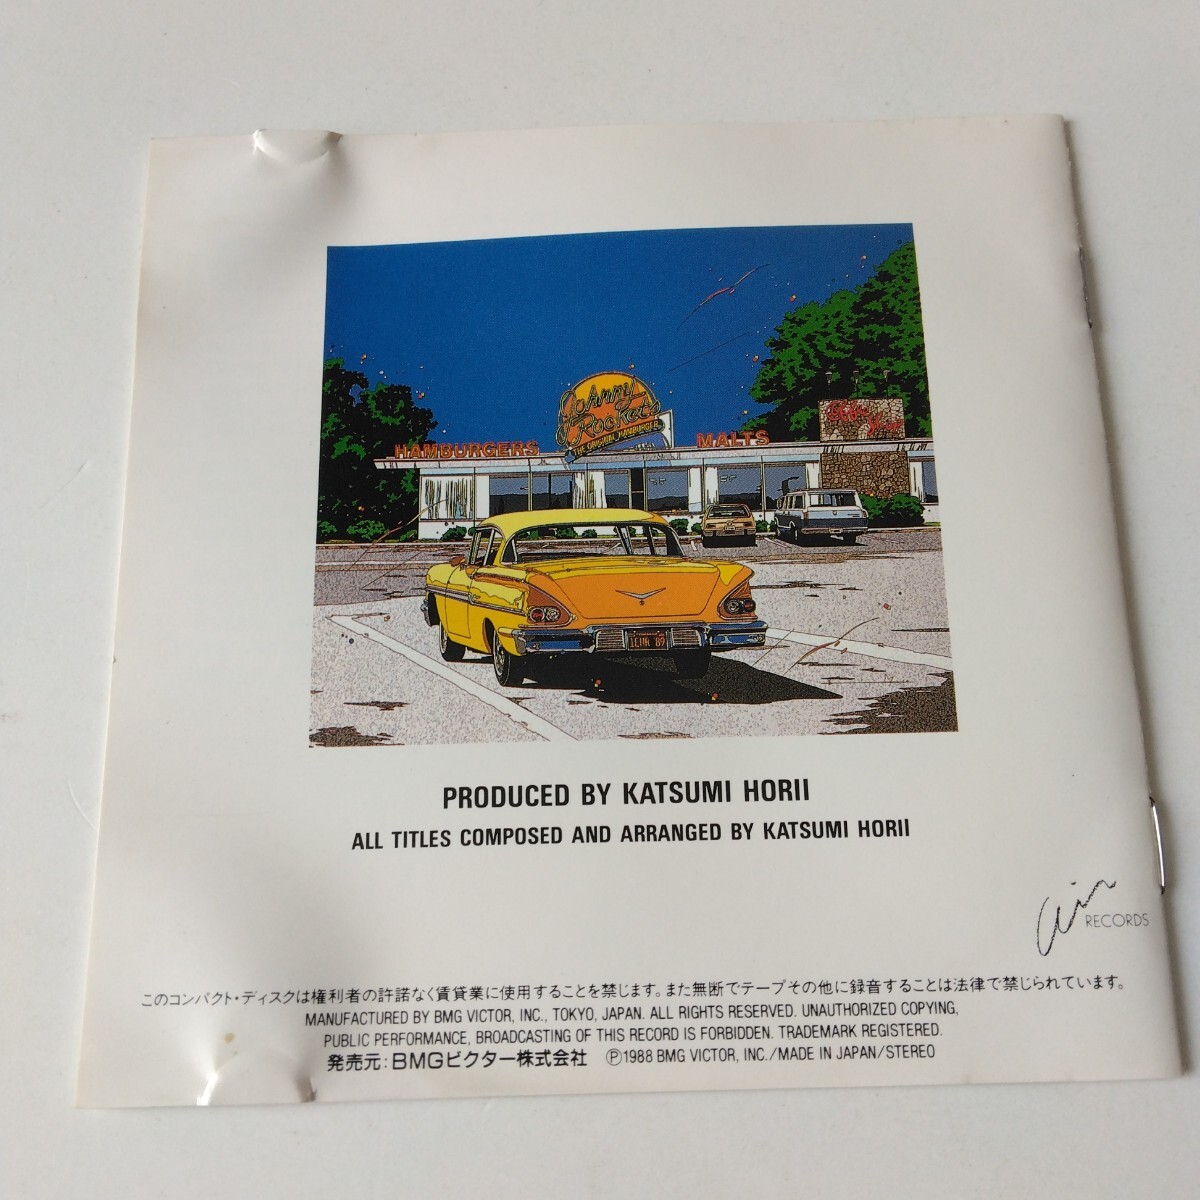 Johnny
Rockets
THE ORIGINAL HAMBURGER
HAMBURGERS
MALTS
PRODUCED BY KATSUMI HORII
ALL TITLES COMPOSED AND ARRANGED BY KATSUMI HORII
air
RECORDS
このコンパクト・ディスクは権利者の許諾なく賃貸業に使用することを禁じます。また無断でテープその他に録音することは法律で禁じられています。
MANUFACTURED BY BMG VICTOR, INC., TOKYO, JAPAN. ALL RIGHTS RESERVED. UNAUTHORIZED COPYING,
PUBLIC PERFORMANCE, BROADCASTING OF THIS RECORD IS FORBIDDEN. TRADEMARK REGISTERED.
発売元:BMGビクター株式会社 Ⓟ1988 BMG VICTOR, INC./MADE IN JAPAN/STEREO